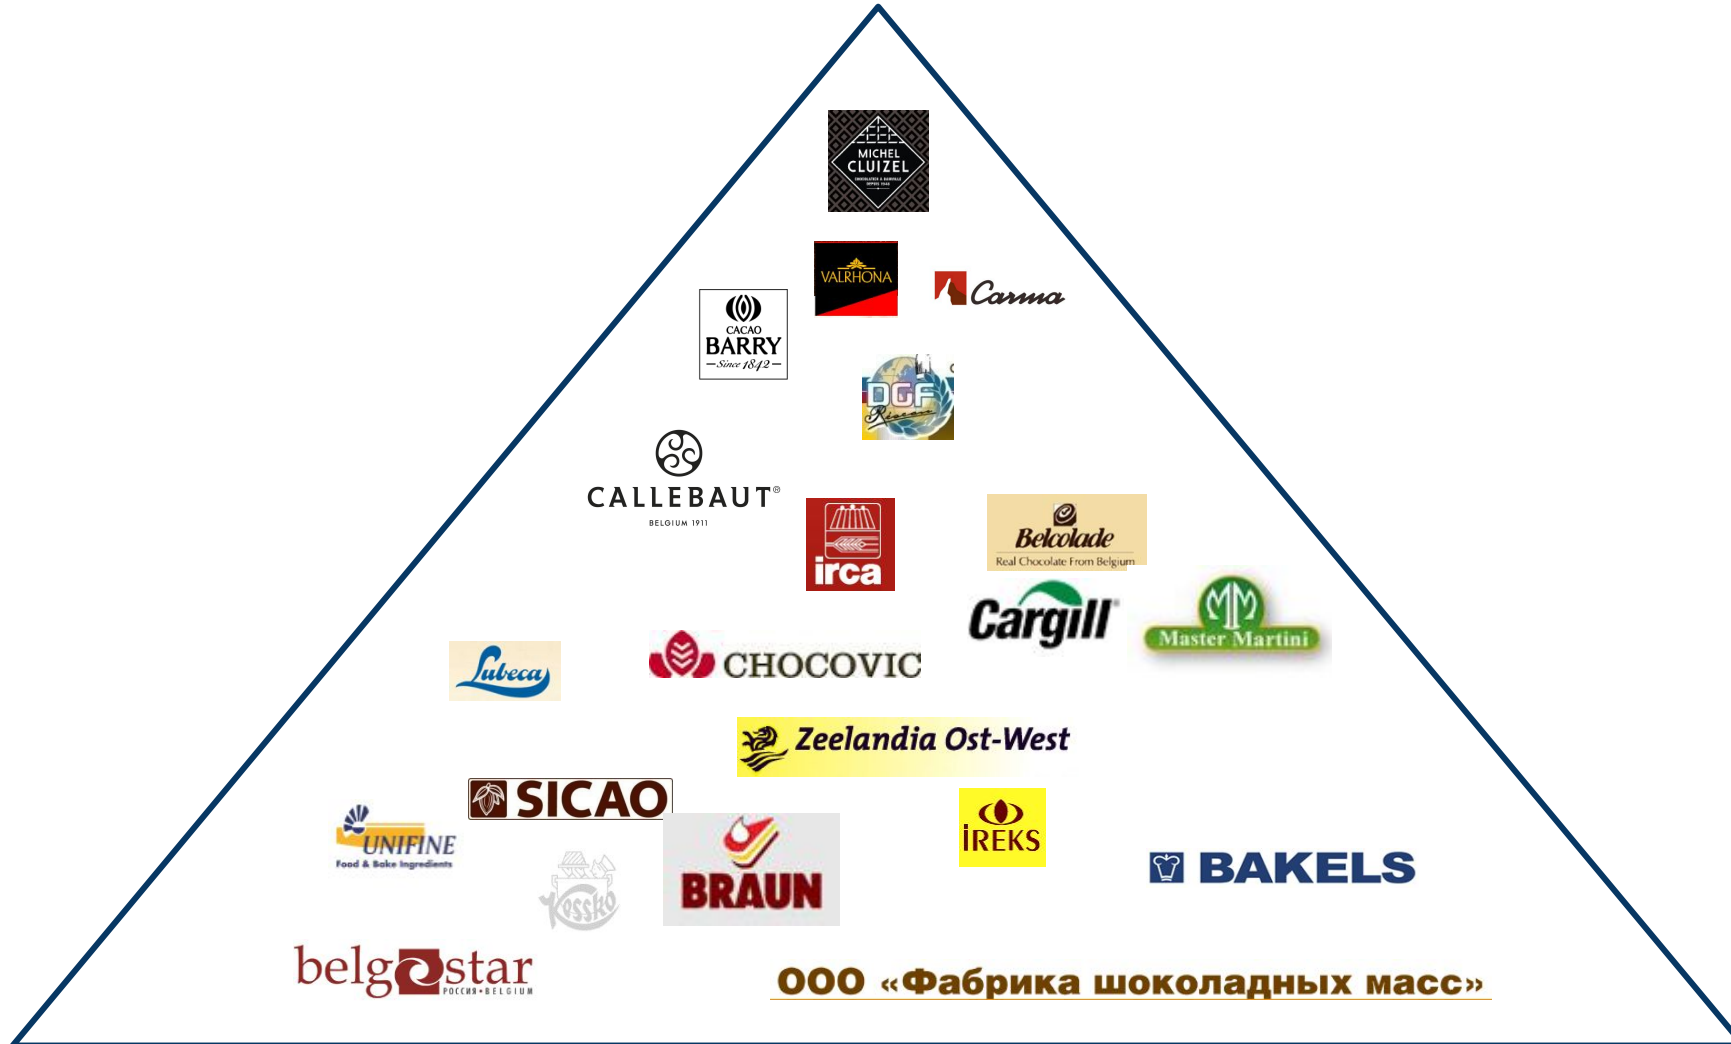 MICHEL
CLUIZEL
VALRHONA
Carma
CACAO
BARRY
Since 1842
DGF
Réseau
CALLEBAUT®
BELGIUM 1911
irca
Belcolade
Real Chocolate From Belgium
Cargill®
Master Martini
Lubeca
CHOCOVIC
Zeelandia Ost-West
SICAO
UNIFINE
Food & Bake Ingredients
Kessko
BRAUN
IREKS
BAKELS
belgostar
РОССИЯ • BELGIUM
ООО «Фабрика шоколадных масс»